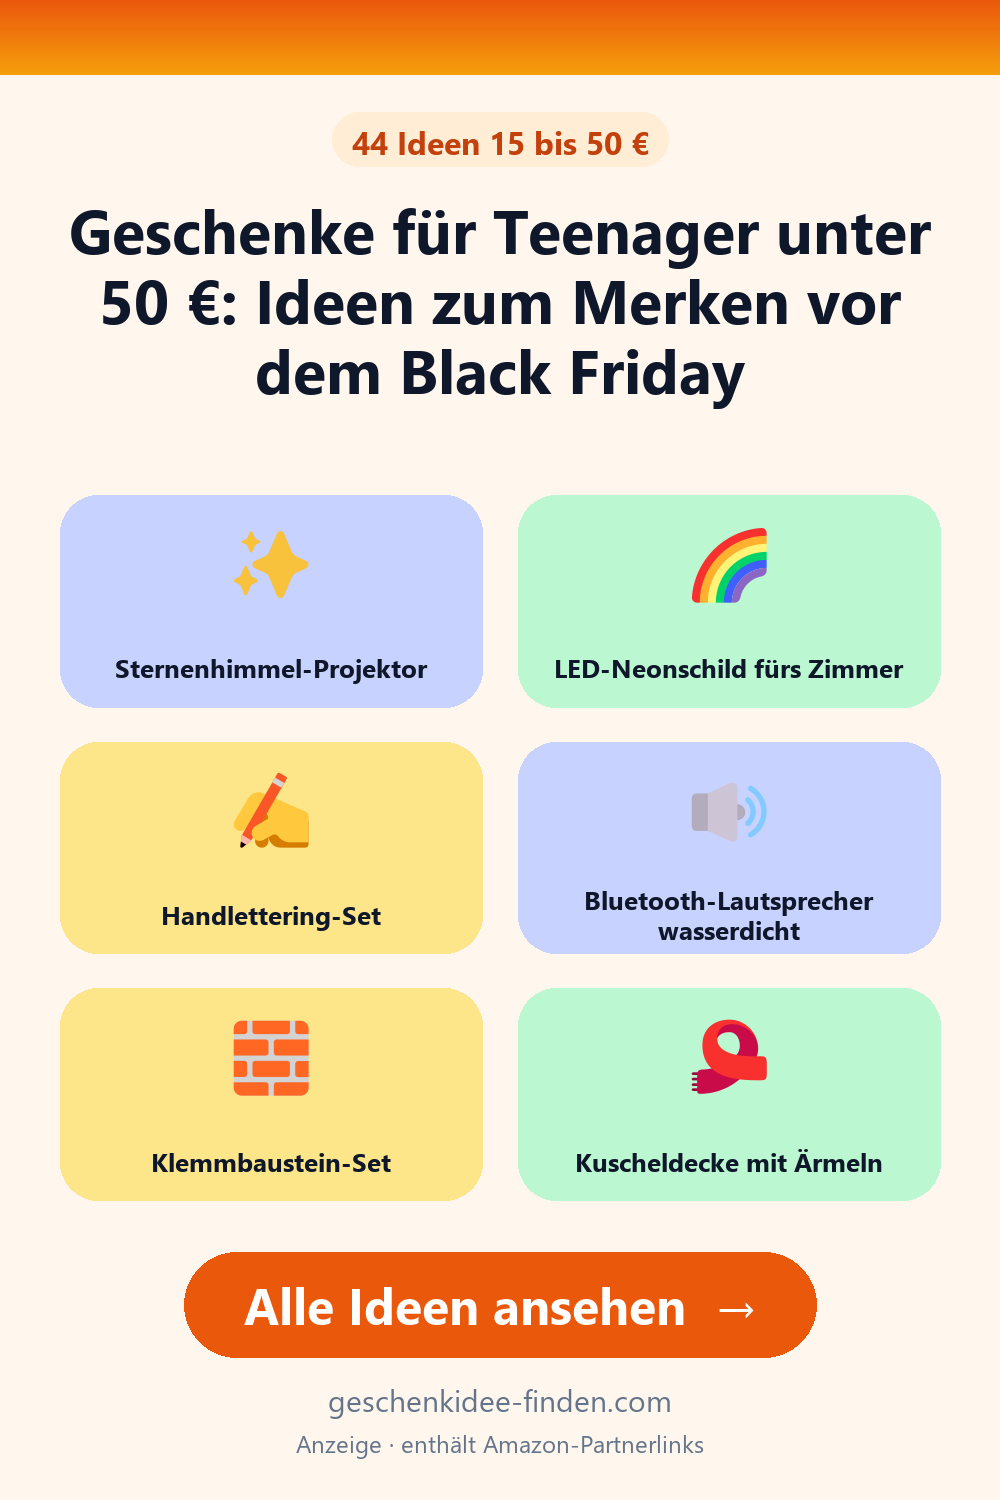 44 Ideen 15 bis 50 €
Geschenke für Teenager unter
50 €: Ideen zum Merken vor
dem Black Friday
Sternenhimmel-Projektor
LED-Neonschild fürs Zimmer
Handlettering-Set
Bluetooth-Lautsprecher
wasserdicht
Klemmbaustein-Set
Kuscheldecke mit Ärmeln
Alle Ideen ansehen →
geschenkidee-finden.com
Anzeige · enthält Amazon-Partnerlinks